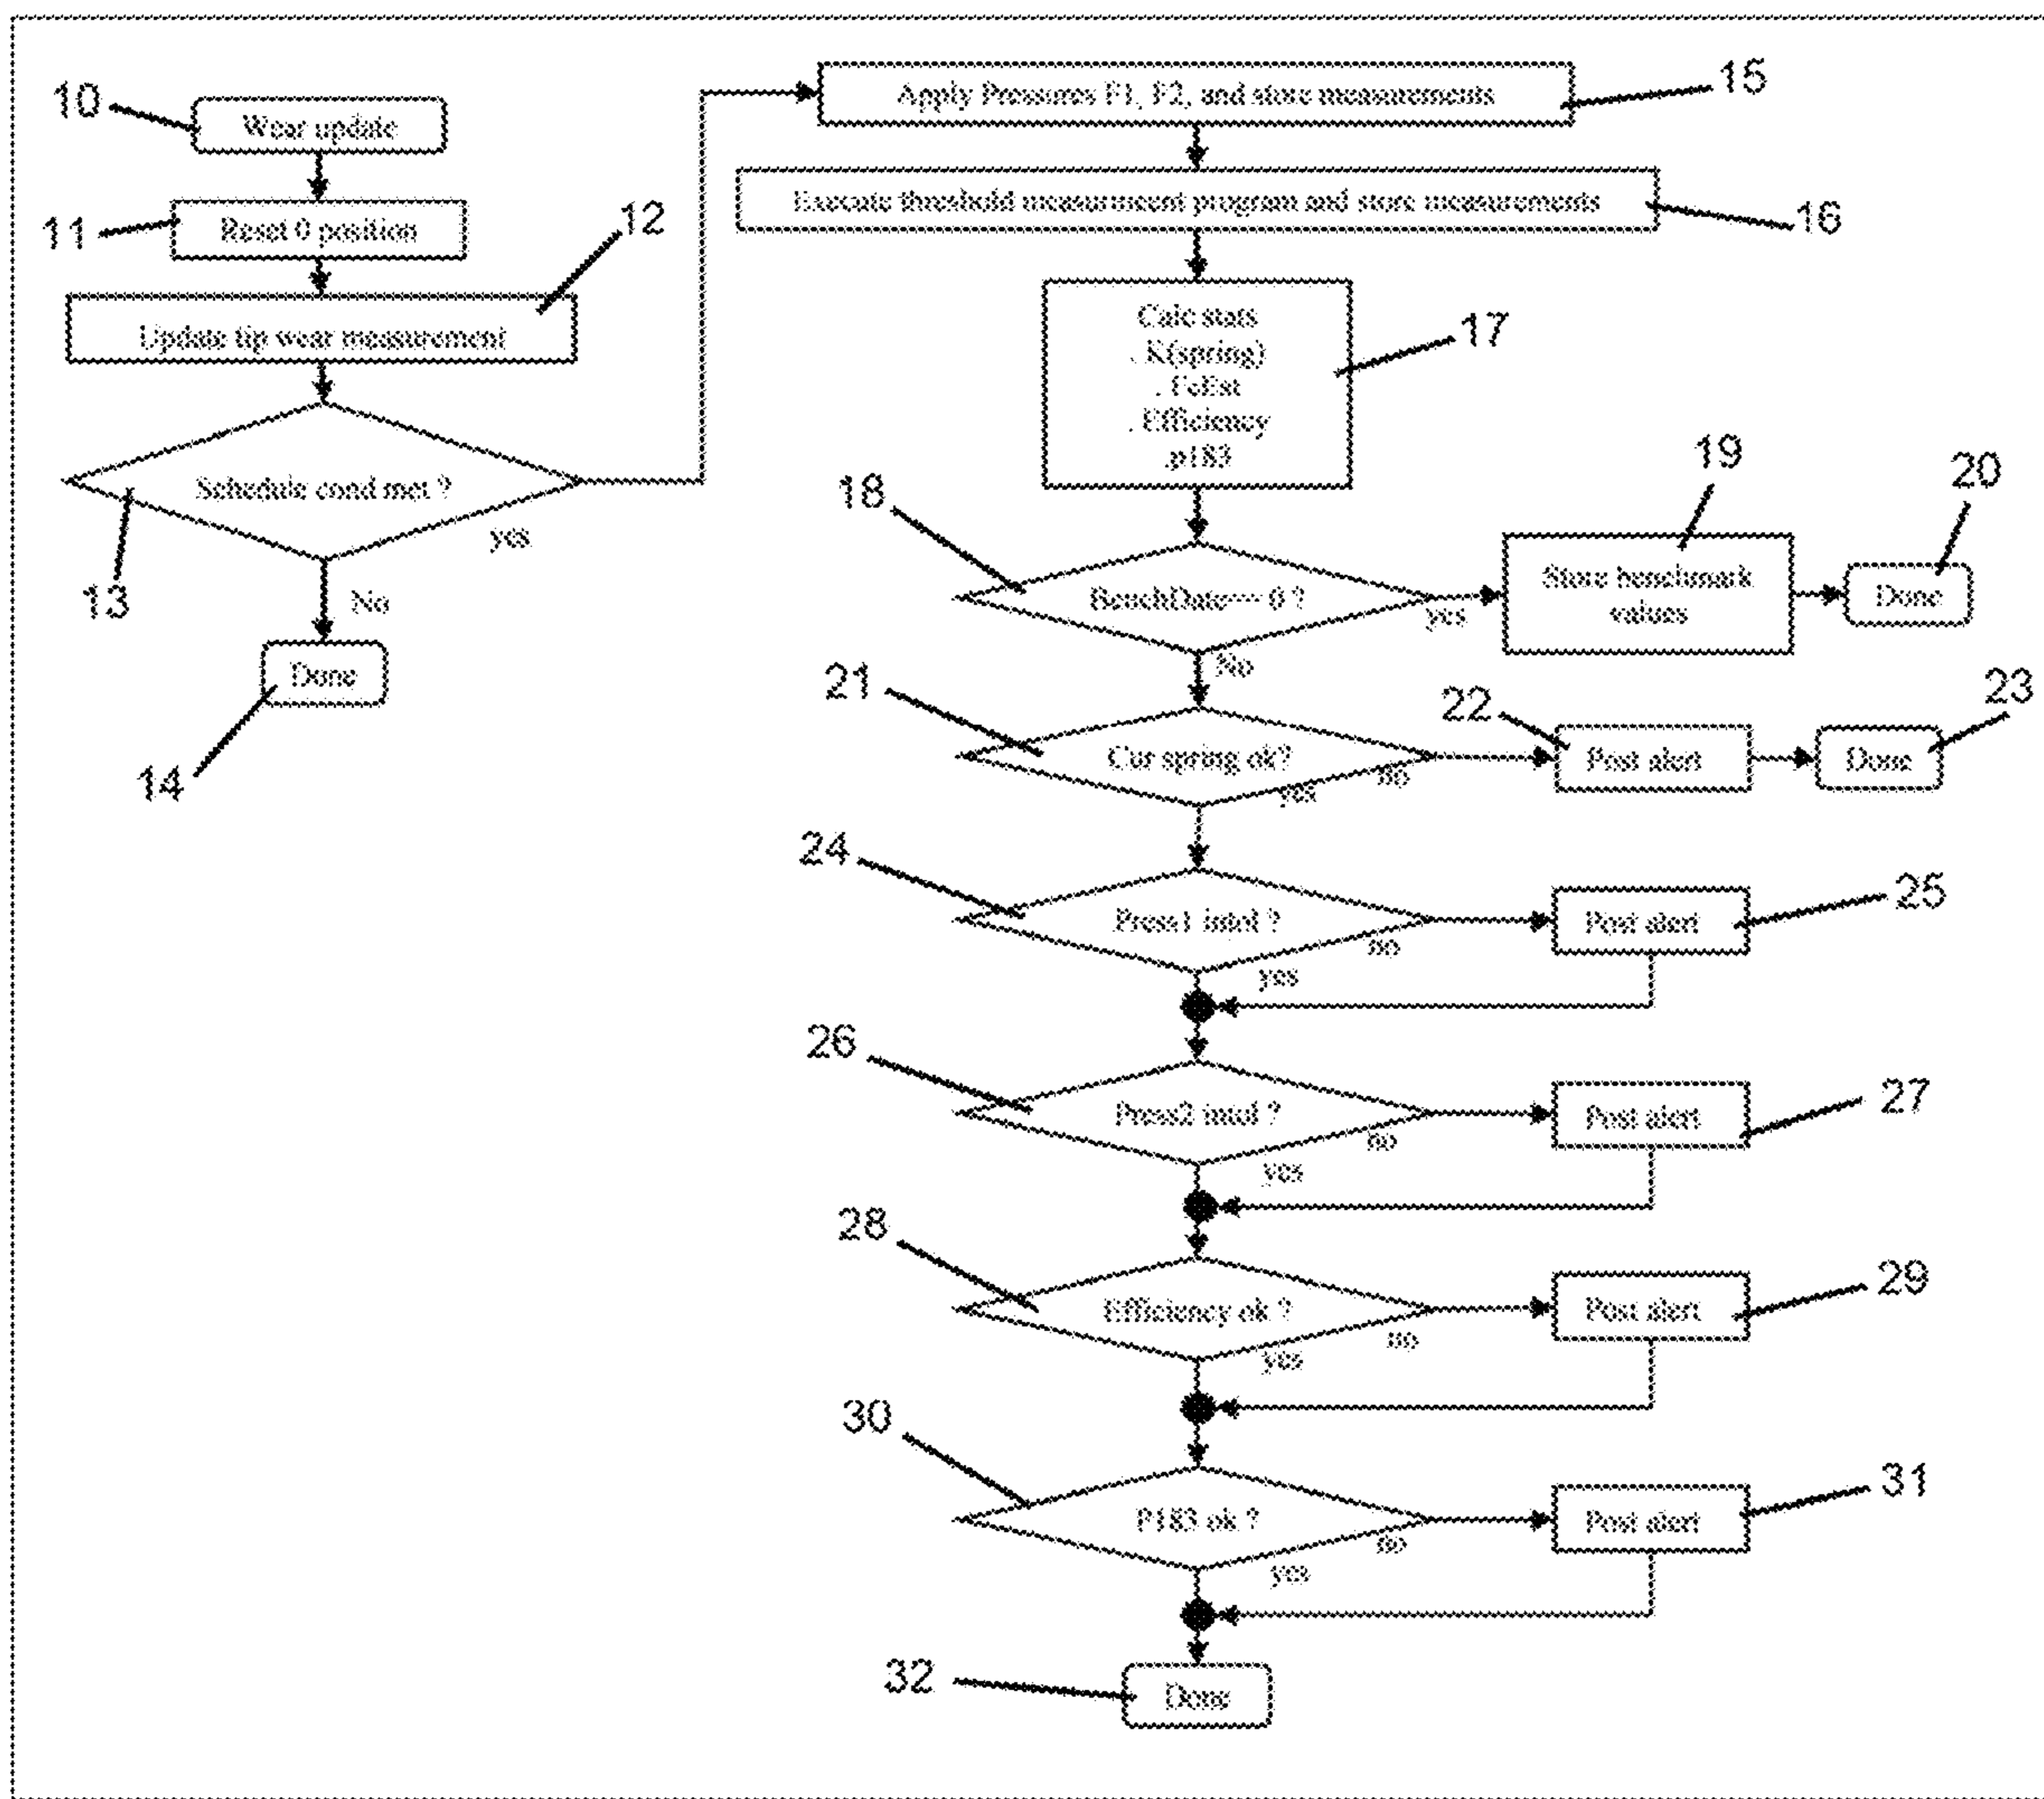 10
Wear update
11
Reset 0 position
12
Update tip wear measurement
13
Schedule cond met ?
yes
No
14
Done
15
Apply Pressures F1, F2, and store measurements
16
Execute threshold measurment program and store measurements
17
Calc stats
. K(spring)
. Efficiency
.p183
18
BenchDate== 0 ?
yes
No
19
Store benchmark
values
20
Done
21
Cur spring ok?
no
yes
22
Post alert
23
Done
24
Press1 intol ?
no
yes
25
Post alert
26
Press2 intol ?
no
yes
27
Post alert
28
Efficiency ok ?
no
yes
29
Post alert
30
P183 ok ?
no
yes
31
Post alert
32
Done